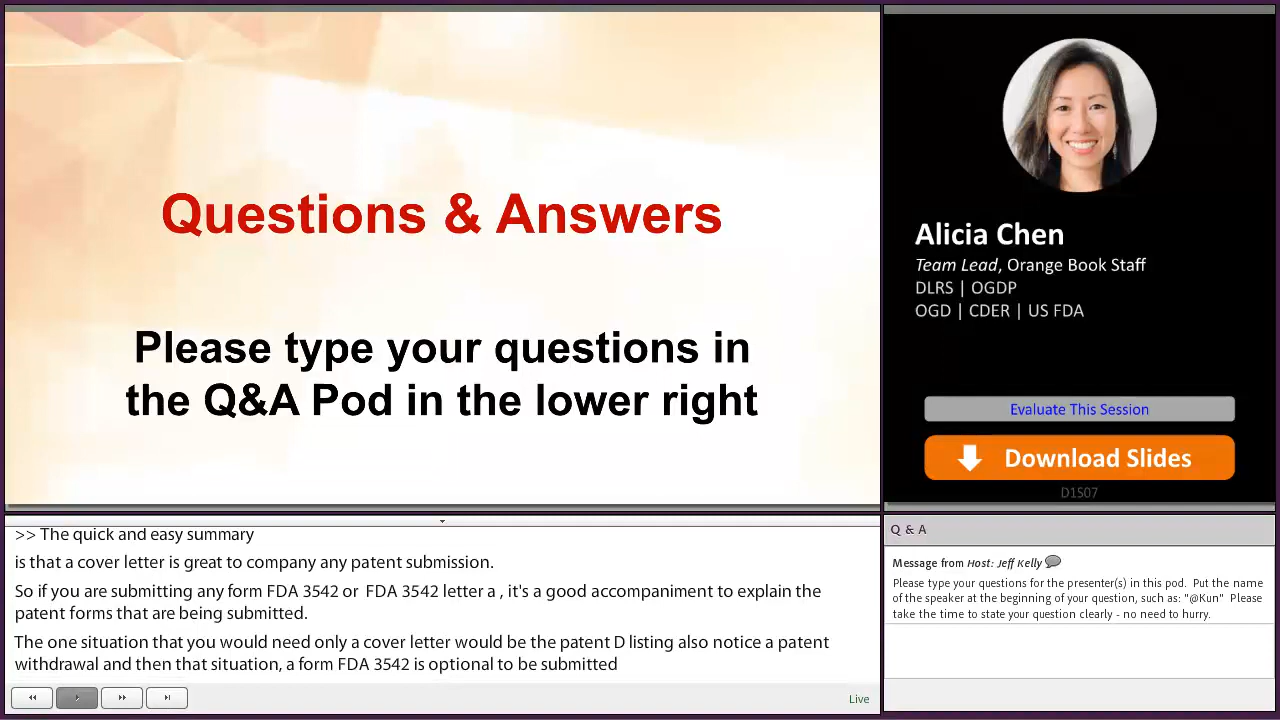 Questions & Answers
Please type your questions in
the Q&A Pod in the lower right
Alicia Chen
Team Lead, Orange Book Staff
DLRS | OGDP
OGD | CDER | US FDA
Evaluate This Session
Download Slides
D1507
>> The quick and easy summary
is that a cover letter is great to company any patent submission.
So if you are submitting any form FDA 3542 or  FDA 3542 letter a , it's a good accompaniment to explain the
patent forms that are being submitted.
The one situation that you would need only a cover letter would be the patent D listing also notice a patent
withdrawal and then that situation, a form FDA 3542 is optional to be submitted
Live
Q & A
Message from Host: Jeff Kelly
Please type your questions for the presenter(s) in this pod.  Put the name
of the speaker at the beginning of your question, such as: "@Kun"  Please
take the time to state your question clearly - no need to hurry.